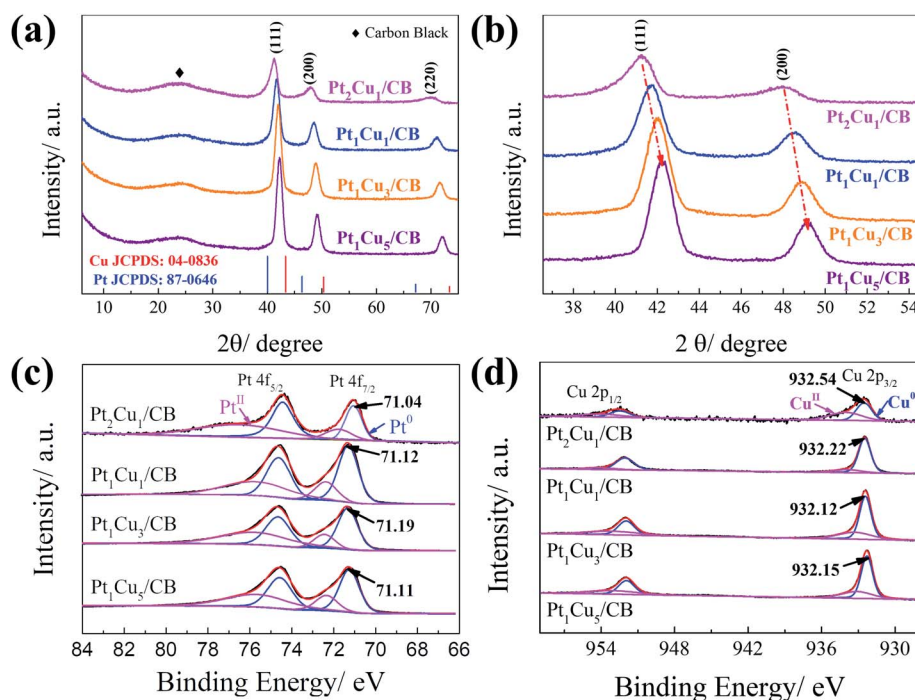 (a)
◆ Carbon Black
(111)
(200)
(220)
Pt₂Cu₁/CB
Pt₁Cu₁/CB
Pt₁Cu₃/CB
Pt₁Cu₅/CB
Cu JCPDS: 04-0836
Pt JCPDS: 87-0646
10 20 30 40 50 60 70
2θ/ degree
Intensity/ a.u.
(b)
(111)
(200)
Pt₂Cu₁/CB
Pt₁Cu₁/CB
Pt₁Cu₃/CB
Pt₁Cu₅/CB
38 40 42 44 46 48 50 52 54
2 θ/ degree
Intensity/ a.u.
(c)
Pt 4f₅/₂ Pt 4f₇/₂
Ptᴵᴵ
71.04
Pt⁰
Pt₂Cu₁/CB
71.12
Pt₁Cu₁/CB
71.19
Pt₁Cu₃/CB
71.11
Pt₁Cu₅/CB
84 82 80 78 76 74 72 70 68 66
Binding Energy/ eV
Intensity/ a.u.
(d)
932.54 Cu 2p₃/₂
Cu 2p₁/₂
Cuᴵᴵ Cu⁰
Pt₂Cu₁/CB
932.22
Pt₁Cu₁/CB
932.12
Pt₁Cu₃/CB
932.15
Pt₁Cu₅/CB
954 948 942 936 930
Binding Energy/ eV
Intensity/ a.u.